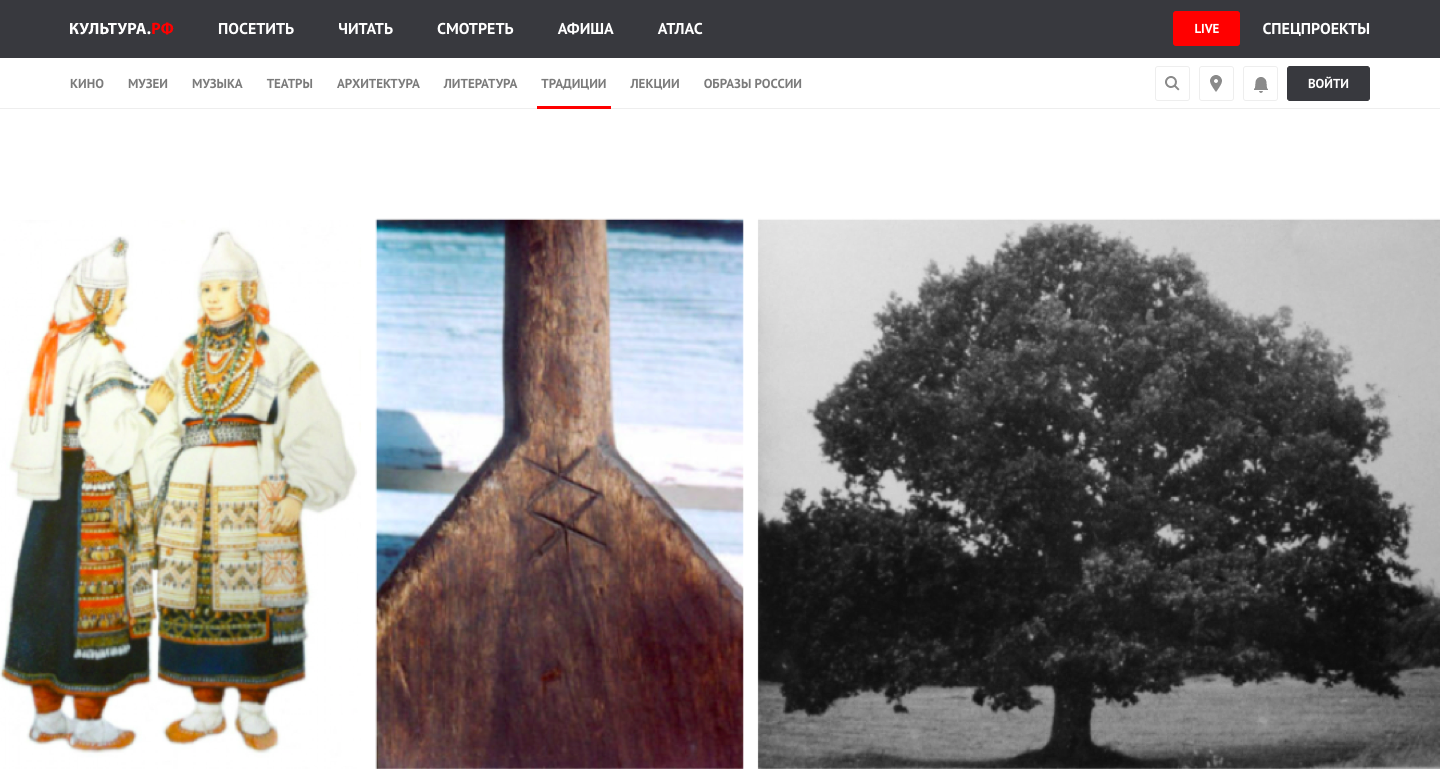 КУЛЬТУРА.РФ ПОСЕТИТЬ ЧИТАТЬ СМОТРЕТЬ АФИША АТЛАС LIVE СПЕЦПРОЕКТЫ
КИНО МУЗЕИ МУЗЫКА ТЕАТРЫ АРХИТЕКТУРА ЛИТЕРАТУРА ТРАДИЦИИ ЛЕКЦИИ ОБРАЗЫ РОССИИ ВОЙТИ